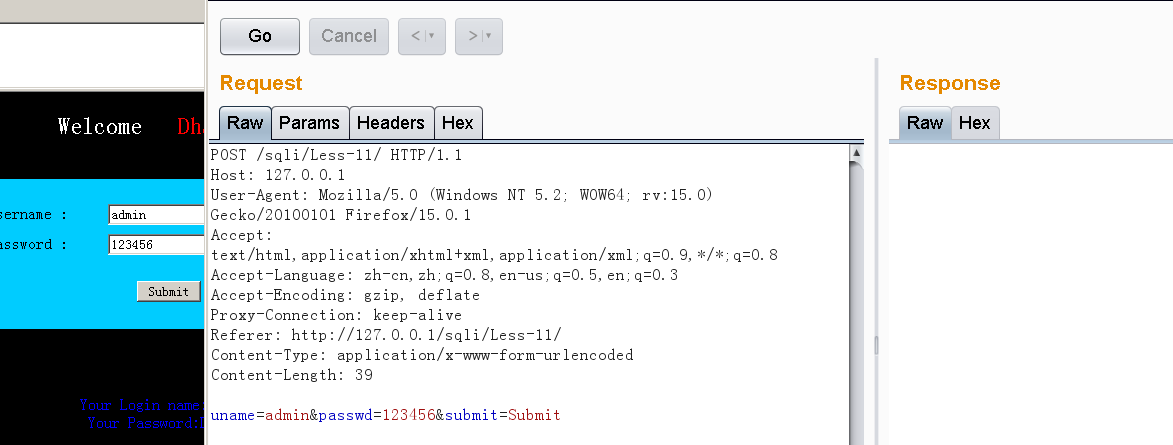 Go
Cancel
<
>
Request
Response
Raw
Params
Headers
Hex
Raw
Hex
Welcome
POST /sqli/Less-11/ HTTP/1.1
Host: 127.0.0.1
User-Agent: Mozilla/5.0 (Windows NT 5.2; WOW64; rv:15.0)
Gecko/20100101 Firefox/15.0.1
Accept:
text/html,application/xhtml+xml,application/xml;q=0.9,*/*;q=0.8
Accept-Language: zh-cn,zh;q=0.8,en-us;q=0.5,en;q=0.3
Accept-Encoding: gzip, deflate
Proxy-Connection: keep-alive
Referer: http://127.0.0.1/sqli/Less-11/
Content-Type: application/x-www-form-urlencoded
Content-Length: 39
uname=admin&passwd=123456&submit=Submit
sername :
admin
assword :
123456
Submit
Your Login name:
Your Password: